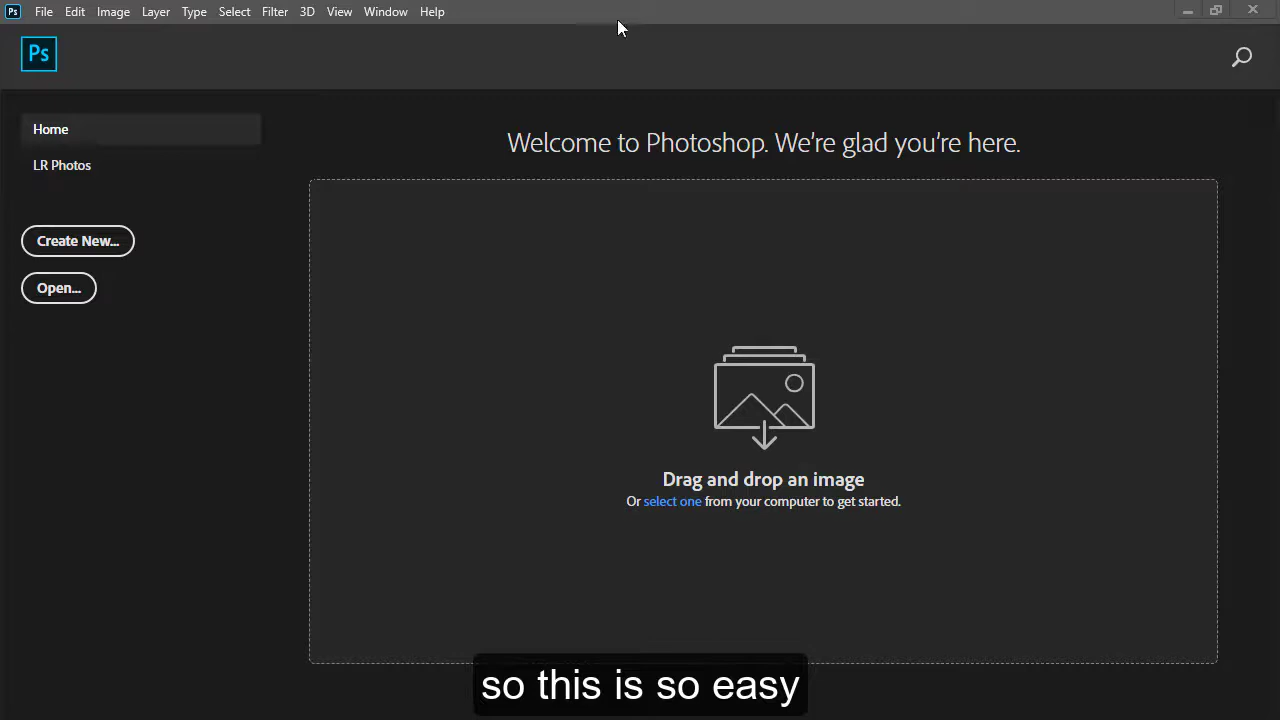 Ps File Edit Image Layer Type Select Filter 3D View Window Help
Ps
Home
LR Photos
Create New...
Open...
Welcome to Photoshop. We're glad you're here.
Drag and drop an image
Or select one from your computer to get started.
so this is so easy